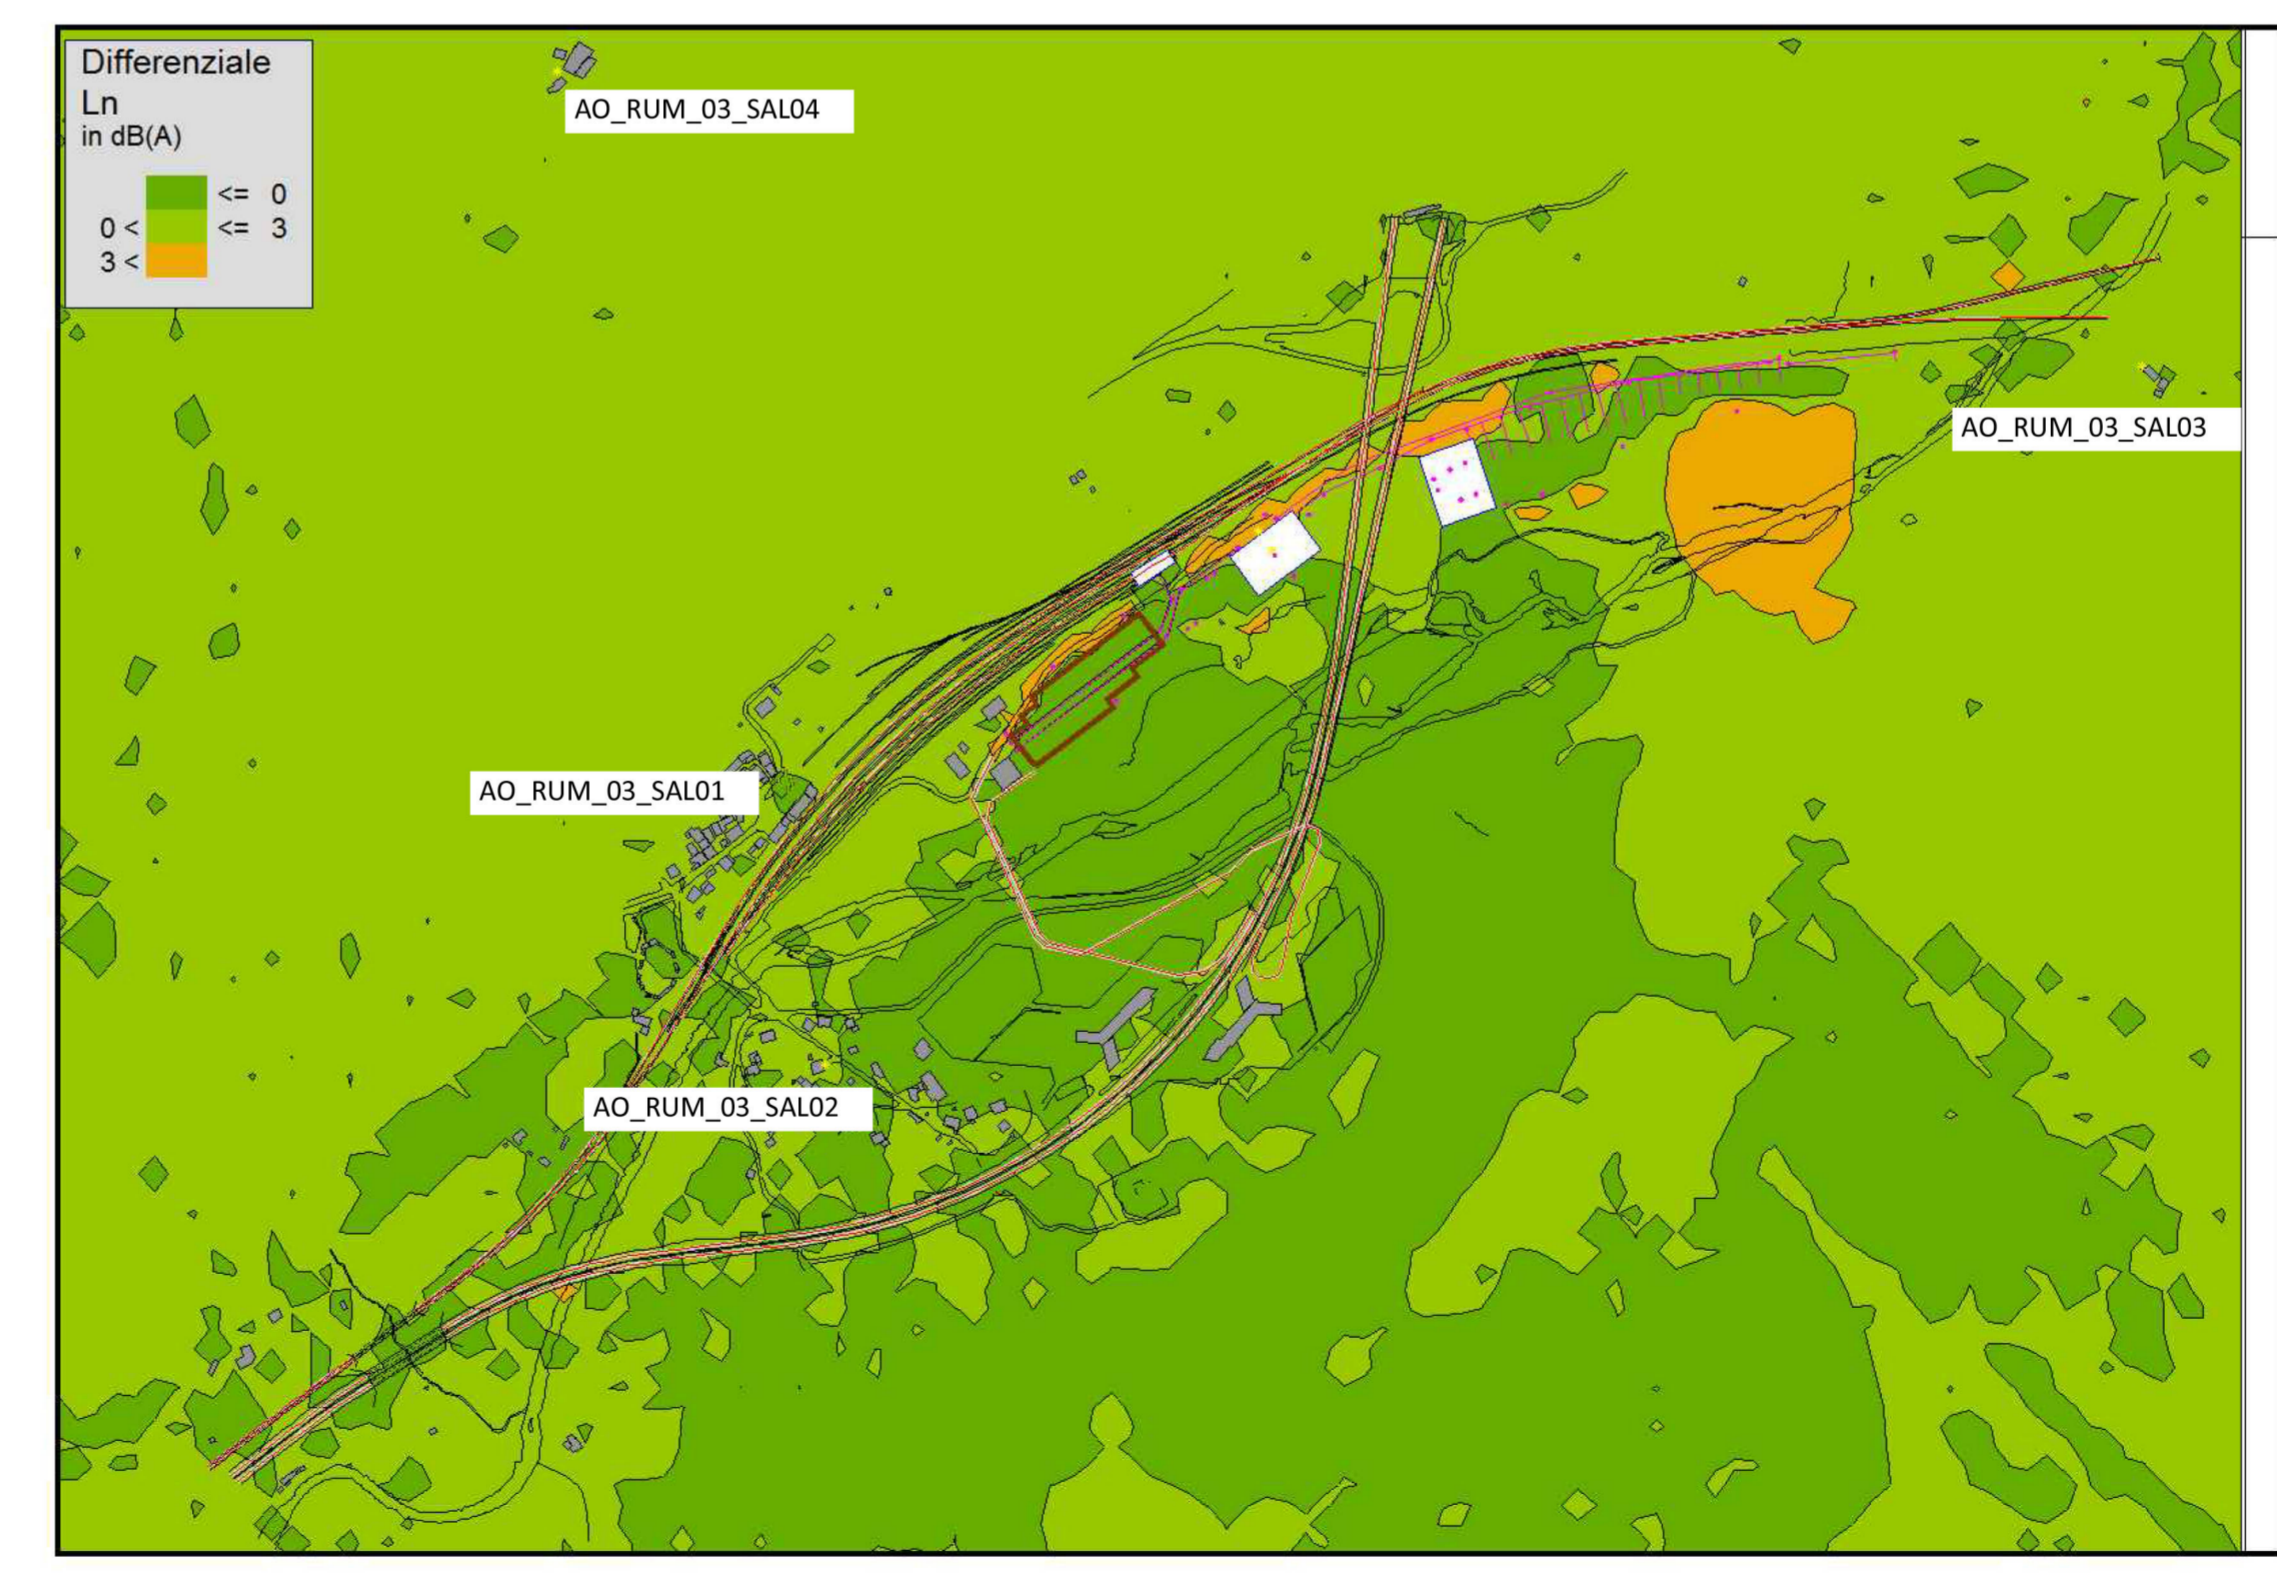 Differenziale
Ln
in dB(A)
<= 0
0 < <= 3
3 <
AO_RUM_03_SAL04
AO_RUM_03_SAL03
AO_RUM_03_SAL01
AO_RUM_03_SAL02